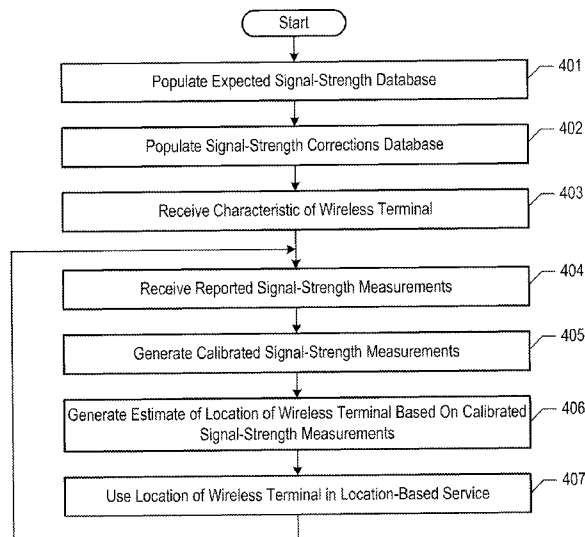 Start
401
Populate Expected Signal-Strength Database
402
Populate Signal-Strength Corrections Database
403
Receive Characteristic of Wireless Terminal
404
Receive Reported Signal-Strength Measurements
405
Generate Calibrated Signal-Strength Measurements
406
Generate Estimate of Location of Wireless Terminal Based On Calibrated
Signal-Strength Measurements
407
Use Location of Wireless Terminal in Location-Based Service